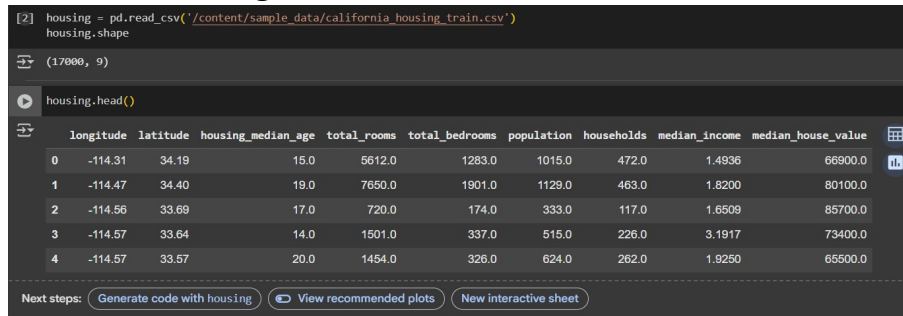 [2] housing = pd.read_csv('/content/sample_data/california_housing_train.csv')
housing.shape
(17000, 9)
housing.head()
longitude latitude housing_median_age total_rooms total_bedrooms population households median_income median_house_value
0 -114.31 34.19 15.0 5612.0 1283.0 1015.0 472.0 1.4936 66900.0
1 -114.47 34.40 19.0 7650.0 1901.0 1129.0 463.0 1.8200 80100.0
2 -114.56 33.69 17.0 720.0 174.0 333.0 117.0 1.6509 85700.0
3 -114.57 33.64 14.0 1501.0 337.0 515.0 226.0 3.1917 73400.0
4 -114.57 33.57 20.0 1454.0 326.0 624.0 262.0 1.9250 65500.0
Next steps: Generate code with housing View recommended plots New interactive sheet